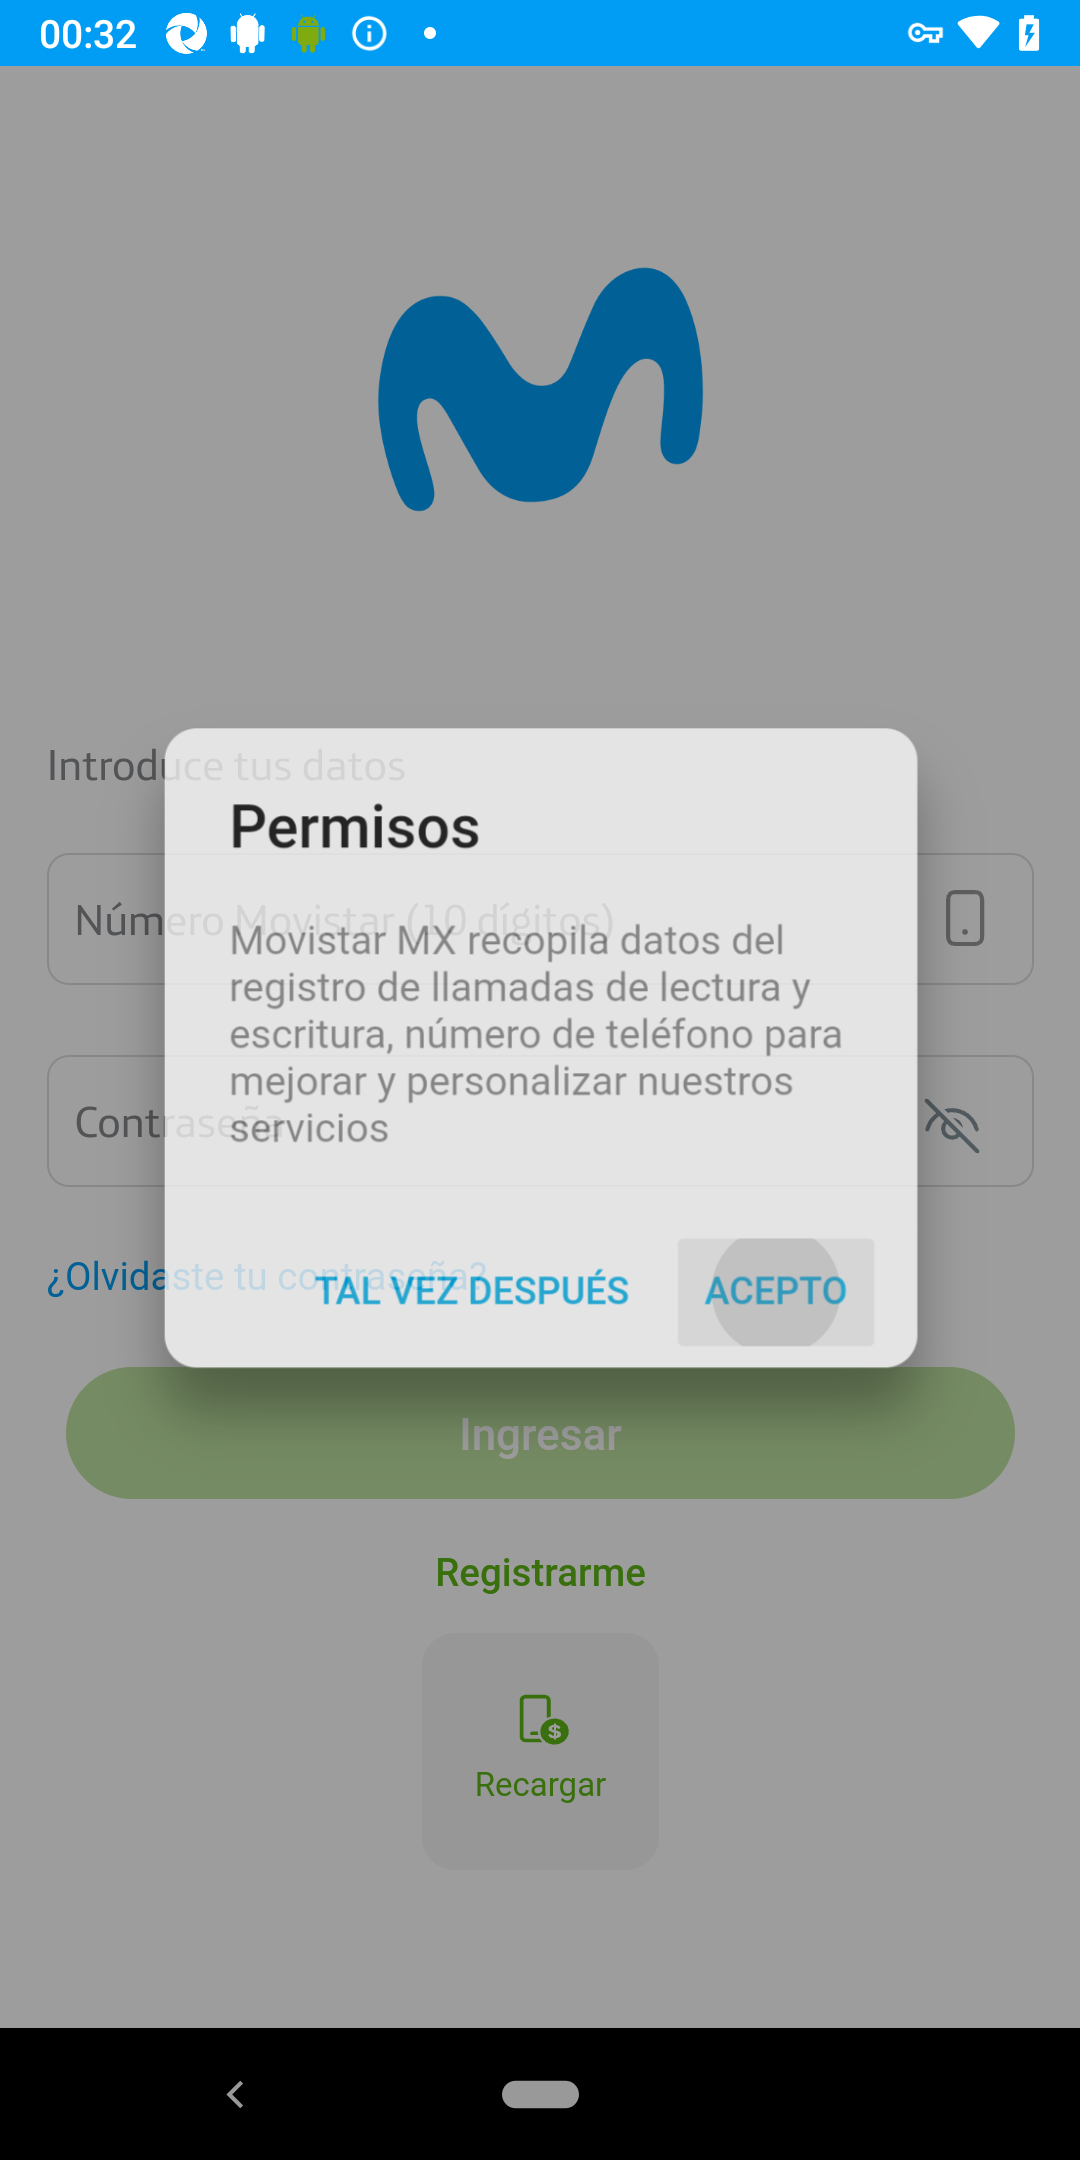 00:32
Introduce tus datos
Permisos
Número Movistar (10 dígitos)
Movistar MX recopila datos del
registro de llamadas de lectura y
escritura, número de teléfono para
mejorar y personalizar nuestros
servicios
Contraseña
¿Olvidaste tu contraseña?
TAL VEZ DESPUÉS
ACEPTO
Ingresar
Registrarme
Recargar